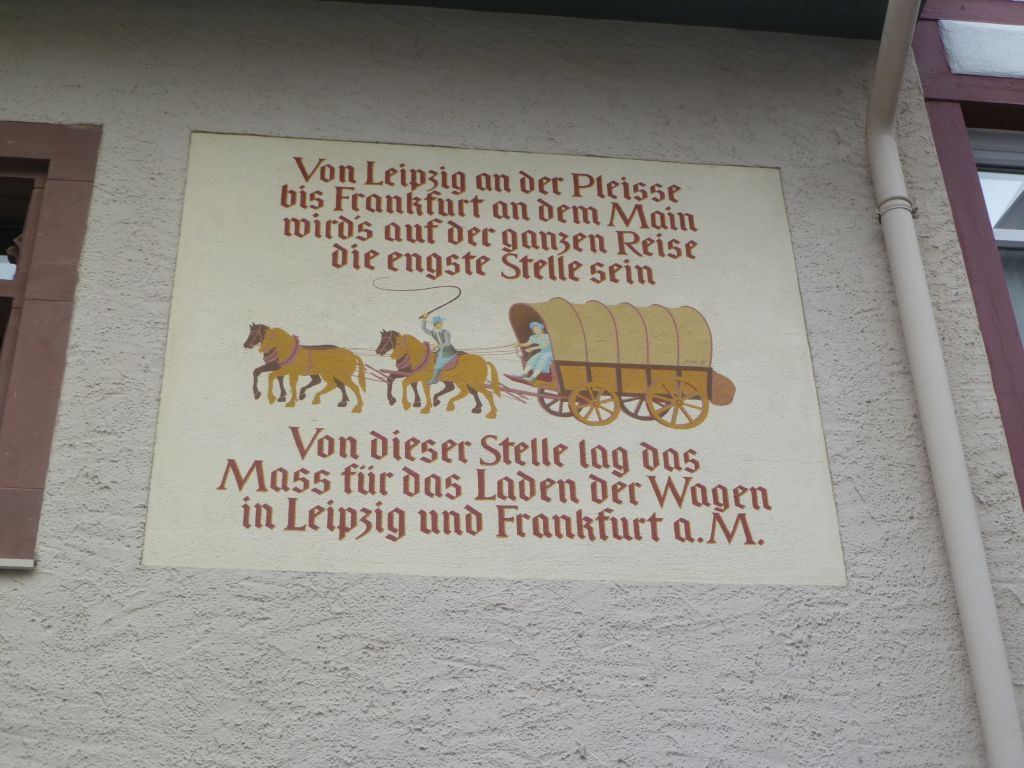 Von Leipzig an der Pleisse
bis Frankfurt an dem Main
wird's auf der ganzen Reise
die engste Stelle sein
Von dieser Stelle lag das
Mass für das Laden der Wagen
in Leipzig und Frankfurt a.M.